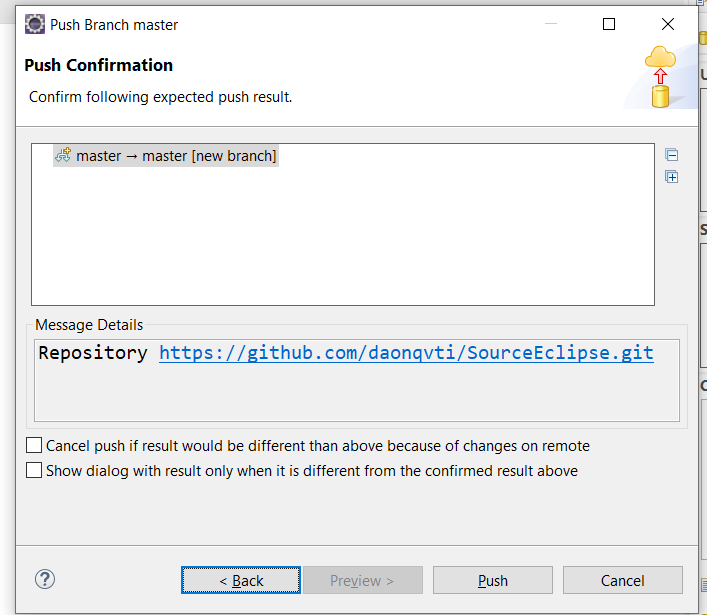 Push Branch master
Push Confirmation
Confirm following expected push result.
master → master [new branch]
Message Details
Repository https://github.com/daonqvti/SourceEclipse.git
Cancel push if result would be different than above because of changes on remote
Show dialog with result only when it is different from the confirmed result above
< Back
Preview >
Push
Cancel